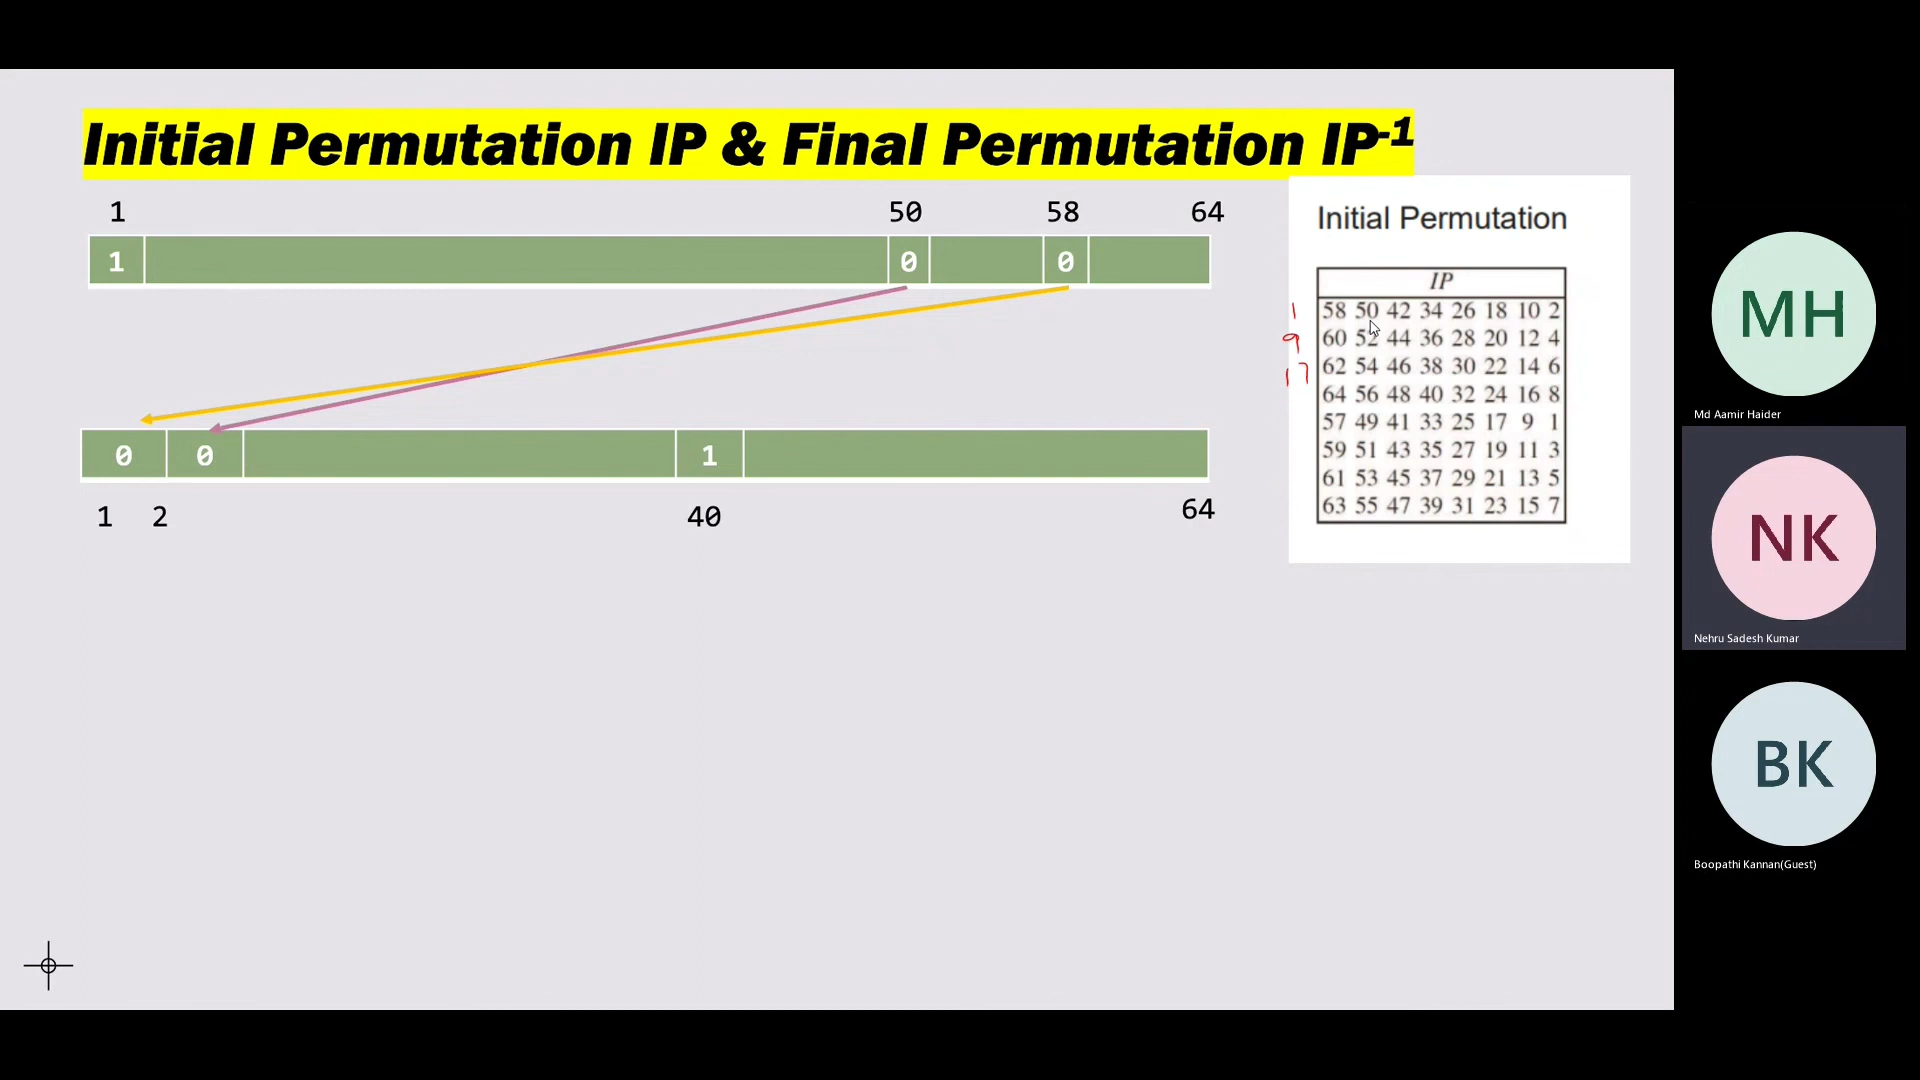 Initial Permutation IP & Final Permutation IP-1
1 50 58 64
1 0 0
0 0 1
1 2 40 64
Initial Permutation
IP
1 58 50 42 34 26 18 10 2
9 60 52 44 36 28 20 12 4
17 62 54 46 38 30 22 14 6
64 56 48 40 32 24 16 8
57 49 41 33 25 17 9 1
59 51 43 35 27 19 11 3
61 53 45 37 29 21 13 5
63 55 47 39 31 23 15 7
MH
Md Aamir Haider
NK
Nehru Sadesh Kumar
BK
Boopathi Kannan(Guest)